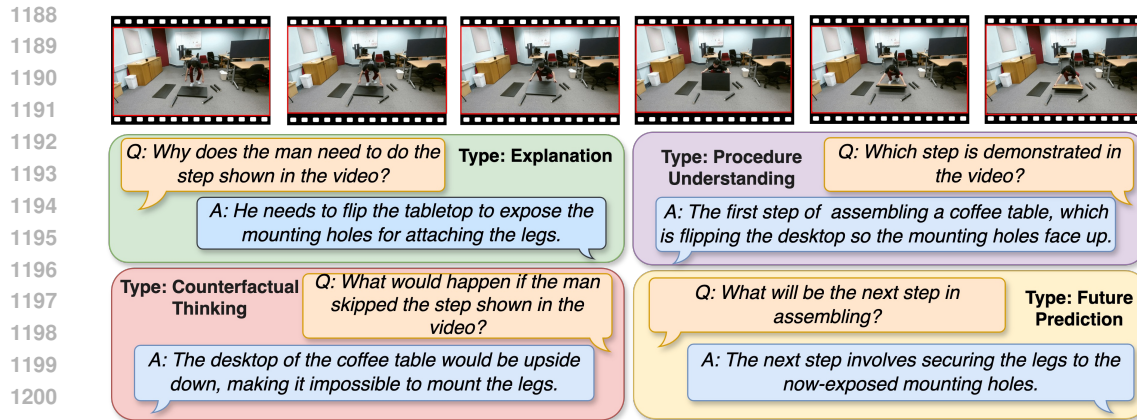 1188
1189
1190
1191
1192
1193
1194
1195
1196
1197
1198
1199
1200
Q: Why does the man need to do the
step shown in the video?
Type: Explanation
A: He needs to flip the tabletop to expose the
mounting holes for attaching the legs.
Type: Procedure
Understanding
Q: Which step is demonstrated in
the video?
A: The first step of assembling a coffee table, which
is flipping the desktop so the mounting holes face up.
Type: Counterfactual
Thinking
Q: What would happen if the man
skipped the step shown in the
video?
A: The desktop of the coffee table would be upside
down, making it impossible to mount the legs.
Q: What will be the next step in
assembling?
Type: Future
Prediction
A: The next step involves securing the legs to the
now-exposed mounting holes.